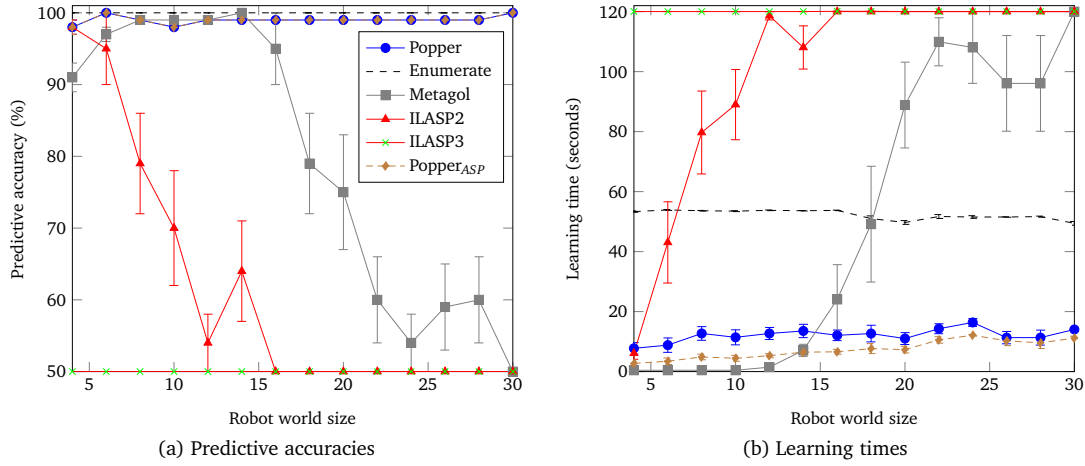 100
90
80
70
60
50
Predictive accuracy (%)
Popper
Enumerate
Metagol
ILASP2
ILASP3
Popper_ASP
5
10
15
20
25
30
Robot world size
(a) Predictive accuracies
120
100
80
60
40
20
0
Learning time (seconds)
5
10
15
20
25
30
Robot world size
(b) Learning times